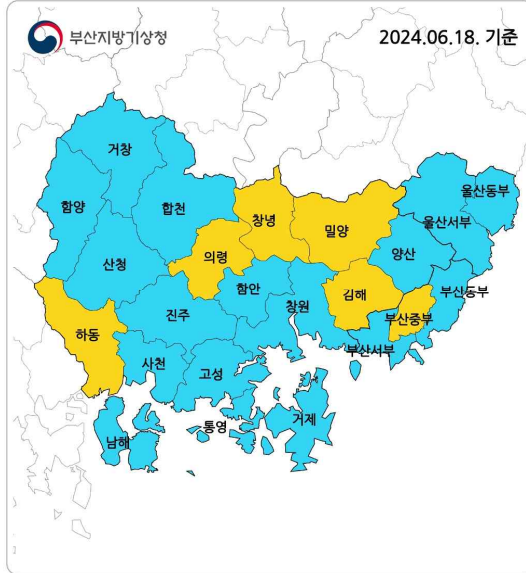 부산지방기상청
2024.06.18. 기준
거창
함양
합천
울산동부
창녕
울산서부
밀양
의령
양산
산청
함안
김해
부산동부
창원
진주
부산중부
하동
부산서부
사천
고성
거제
통영
남해